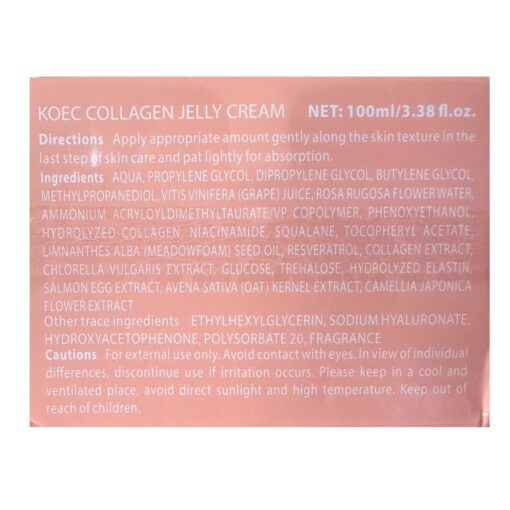 KOEC COLLAGEN JELLY CREAM NET: 100ml/3.38 fl.oz.
Directions Apply appropriate amount gently along the skin texture in the
last step of skin care and pat lightly for absorption.
Ingredients AQUA, PROPYLENE GLYCOL, DIPROPYLENE GLYCOL, BUTYLENE GLYCOL,
METHYLPROPANEDIOL, VITIS VINIFERA (GRAPE) JUICE, ROSA RUGOSA FLOWER WATER,
AMMONIUM ACRYLOYLDIMETHYLTAURATE/VP COPOLYMER, PHENOXYETHANOL,
HYDROLYZED COLLAGEN, NIACINAMIDE, SQUALANE, TOCOPHERYL ACETATE,
LIMNANTHES ALBA (MEADOWFOAM) SEED OIL, RESVERATROL, COLLAGEN EXTRACT,
CHLORELLA VULGARIS EXTRACT, GLUCOSE, TREHALOSE, HYDROLYZED ELASTIN,
SALMON EGG EXTRACT, AVENA SATIVA (OAT) KERNEL EXTRACT, CAMELLIA JAPONICA
FLOWER EXTRACT
Other trace ingredients ETHYLHEXYLGLYCERIN, SODIUM HYALURONATE,
HYDROXYACETOPHENONE, POLYSORBATE 20, FRAGRANCE
Cautions For external use only. Avoid contact with eyes. In view of individual
differences, discontinue use if irritation occurs. Please keep in a cool and
ventilated place, avoid direct sunlight and high temperature. Keep out of
reach of children.